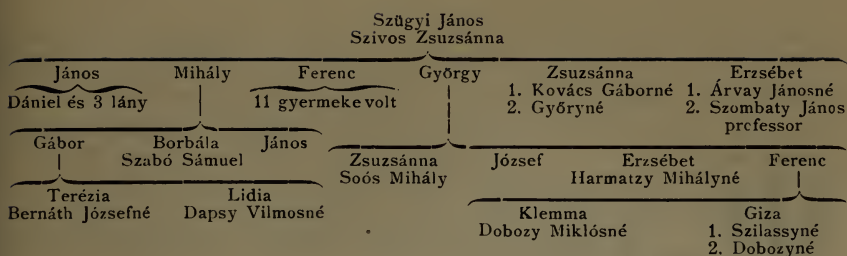 Szügyi János
Szivos Zsuzsánna
János Mihály Ferenc György Zsuzsánna Erzsébet
Dániel és 3 lány 11 gyermeke volt 1. Kovács Gáborné 1. Árvay Jánosné
2. Győryné 2. Szombaty János
professor
Gábor Borbála János
Szabó Sámuel
Zsuzsánna József Erzsébet Ferenc
Soós Mihály Harmatzy Mihályné
Terézia Lidia
Bernáth Józsefné Dapsy Vilmosné
Klemma Giza
Dobozy Miklósné 1. Szilassyné
2. Dobozyné